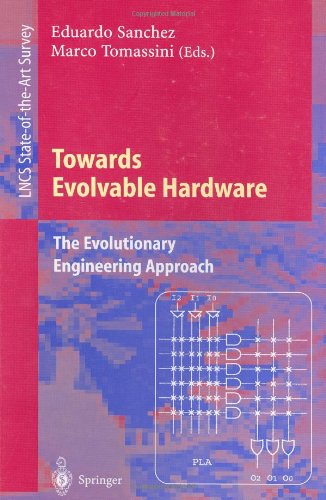 Eduardo Sanchez
Marco Tomassini (Eds.)
LNCS State-of-the-Art Survey
Towards
Evolvable Hardware
The Evolutionary
Engineering Approach
I2 I1 I0
PLA
O2 O1 O0
Springer